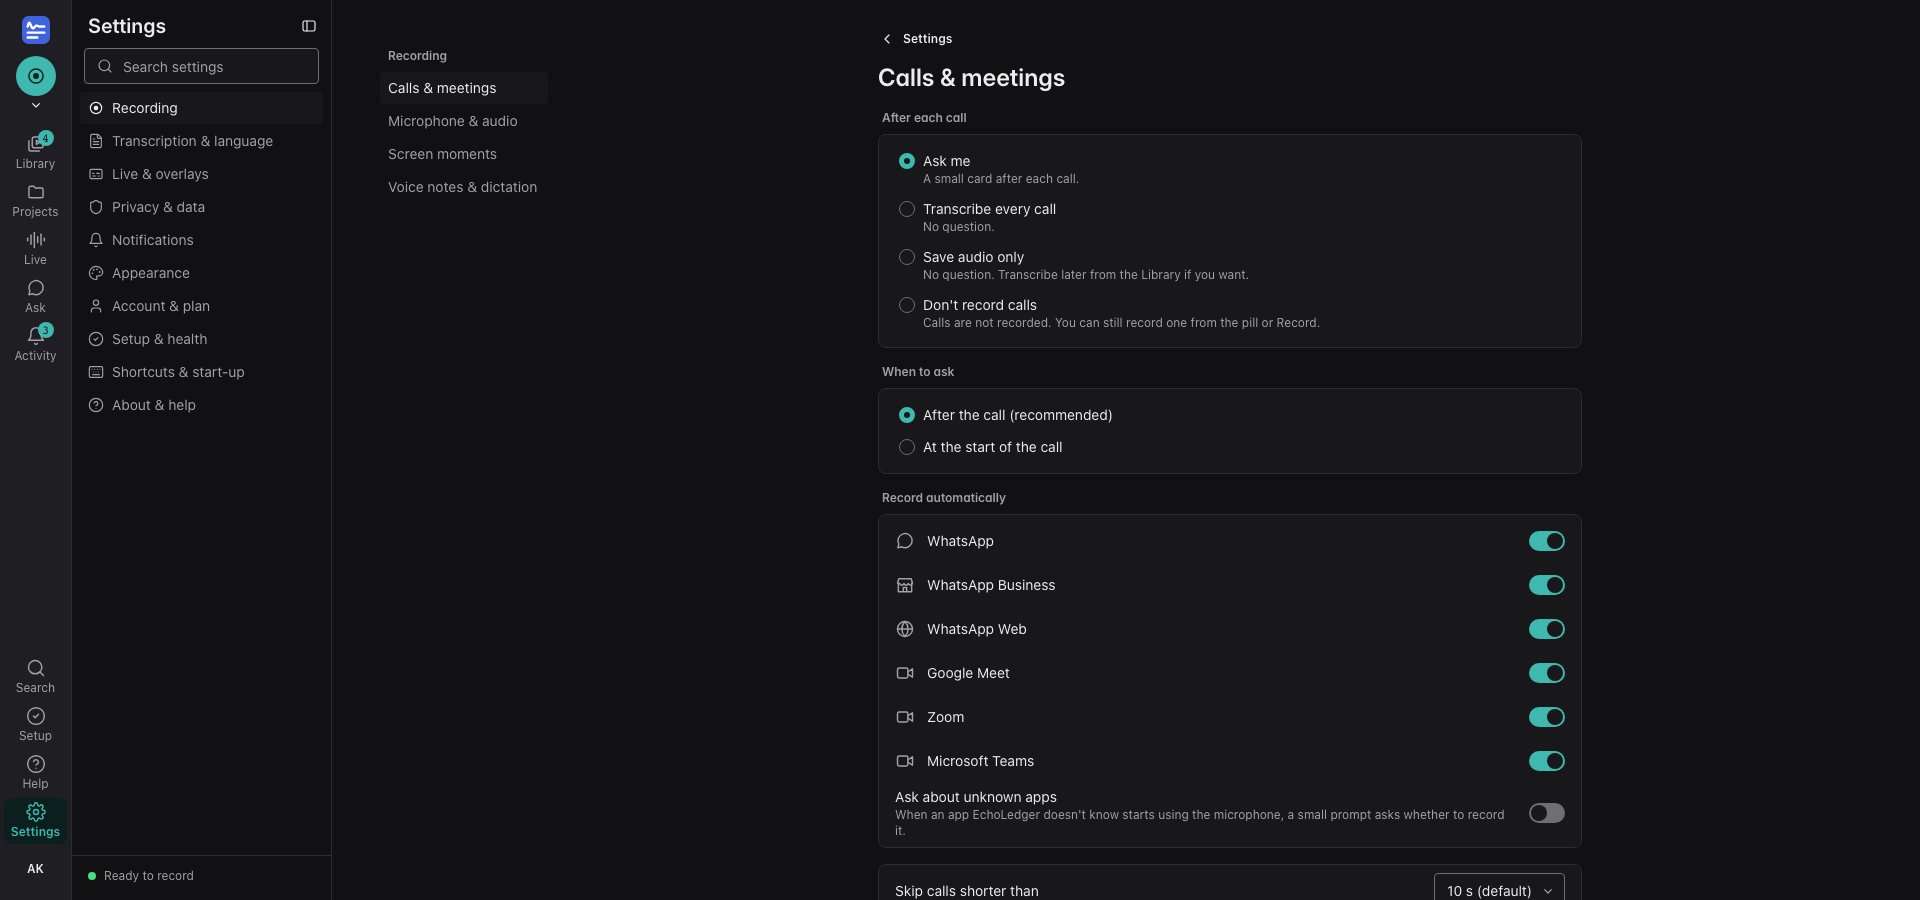 Settings
Search settings
Recording
Transcription & language
Live & overlays
Privacy & data
Notifications
Appearance
Account & plan
Setup & health
Shortcuts & start-up
About & help
Ready to record
4
Library
Projects
Live
Ask
3
Activity
Search
Setup
Help
Settings
AK
Recording
Calls & meetings
Microphone & audio
Screen moments
Voice notes & dictation
Settings
Calls & meetings
After each call
Ask me
A small card after each call.
Transcribe every call
No question.
Save audio only
No question. Transcribe later from the Library if you want.
Don't record calls
Calls are not recorded. You can still record one from the pill or Record.
When to ask
After the call (recommended)
At the start of the call
Record automatically
WhatsApp
WhatsApp Business
WhatsApp Web
Google Meet
Zoom
Microsoft Teams
Ask about unknown apps
When an app EchoLedger doesn't know starts using the microphone, a small prompt asks whether to record
it.
Skip calls shorter than
10 s (default)